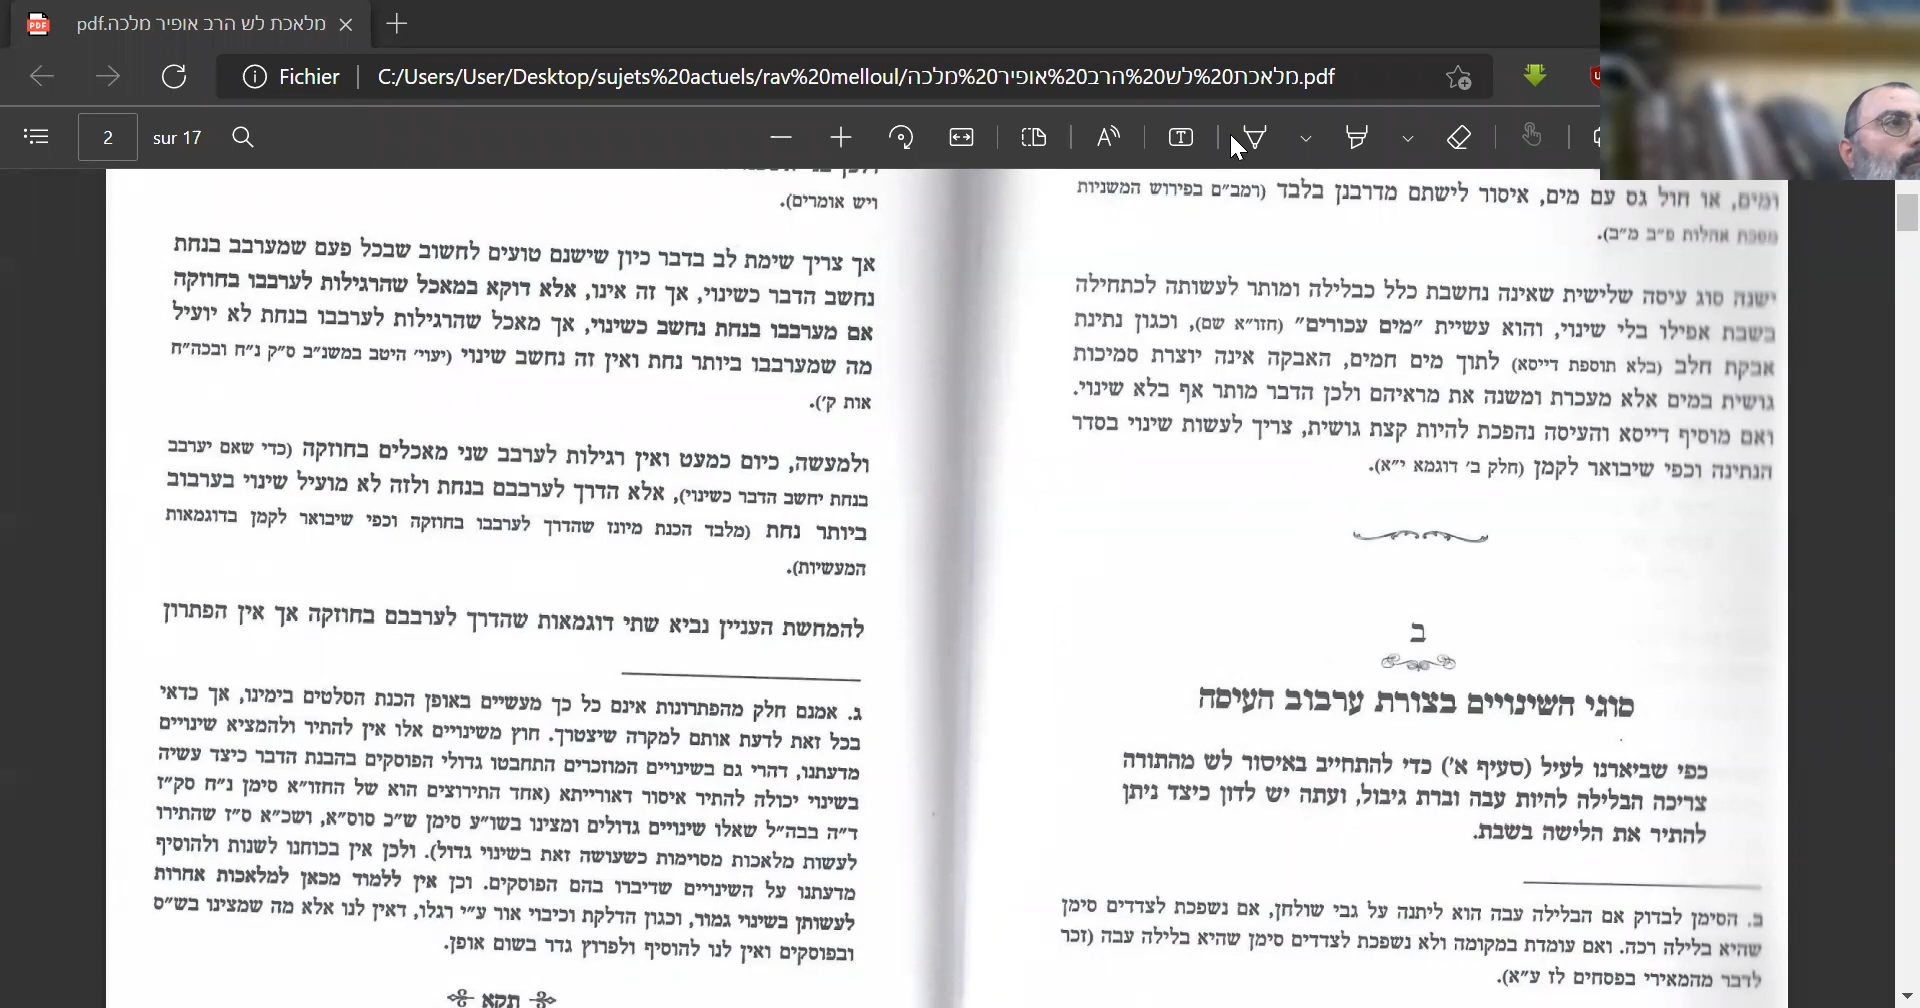 מלאכת לש הרב אופיר מלכה.pdf
Fichier
C:/Users/User/Desktop/sujets%20actuels/rav%20melloul/מלאכת%20לש%20הרב%20אופיר%20מלכה.pdf
2 sur 17
ומים, או חול גס עם מים, איסור לישתם מדרבנן בלבד (רמב״ם בפירוש המשניות
מסכת אהלות פ״ב מ״ב).
ישנה סוג עיסה שלישית שאינה נחשבת כלל כבלילה ומותר לעשותה לכתחילה
בשבת אפילו בלי שינוי, והוא עשיית ״מים עכורים״ (חזו״א שם), וכגון נתינת
אבקת חלב (בלא תוספת דייסא) לתוך מים חמים, האבקה אינה יוצרת סמיכות
גושית במים אלא מעכרת ומשנה את מראיהם ולכן הדבר מותר אף בלא שינוי.
ואם מוסיף דייסא והעיסה נהפכת להיות קצת גושית, צריך לעשות שינוי בסדר
הנתינה וכפי שיבואר לקמן (חלק ב׳ דוגמא י״א).
ב
סוגי השינויים בצורת ערבוב העיסה
כפי שביארנו לעיל (סעיף א׳) כדי להתחייב באיסור לש מהתורה
צריכה הבלילה להיות עבה וברת גיבול, ועתה יש לדון כיצד ניתן
להתיר את הלישה בשבת.
ב. הסימן לבדוק אם הבלילה עבה הוא ליתנה על גבי שולחן, אם נשפכת לצדדים סימן
שהיא בלילה רכה. ואם עומדת במקומה ולא נשפכת לצדדים סימן שהיא בלילה עבה (זכר
לדבר מהמאירי בפסחים לז ע״א).
ויש אומרים).
אך צריך שימת לב בדבר כיון שישנם טועים לחשוב שבכל פעם שמערבב בנחת
נחשב הדבר כשינוי, אך זה אינו, אלא דוקא במאכל שהרגילות לערבבו בחוזקה
אם מערבבו בנחת נחשב כשינוי, אך מאכל שהרגילות לערבבו בנחת לא יועיל
מה שמערבבו ביותר נחת ואין זה נחשב שינוי (יעוי׳ היטב במשנ״ב ס״ק נ״ח ובכה״ח
אות ק׳).
ולמעשה, כיום כמעט ואין רגילות לערבב שני מאכלים בחוזקה (כדי שאם יערבב
בנחת יחשב הדבר כשינוי), אלא הדרך לערבבם בנחת ולזה לא מועיל שינוי בערבוב
ביותר נחת (מלבד הכנת מיונז שהדרך לערבבו בחוזקה וכפי שיבואר לקמן בדוגמאות
המעשיות).
להמחשת העניין נביא שתי דוגמאות שהדרך לערבבם בחוזקה אך אין הפתרון
ג. אמנם חלק מהפתרונות אינם כל כך מעשיים באופן הכנת הסלטים בימינו, אך כדאי
בכל זאת לדעת אותם למקרה שיצטרך. חוץ משינויים אלו אין להתיר ולהמציא שינויים
מדעתנו, דהרי גם בשינויים המוזכרים התחבטו גדולי הפוסקים בהבנת הדבר כיצד עשיה
בשינוי יכולה להתיר איסור דאורייתא (אחד התירוצים הוא של החזו״א סימן נ״ח סק״ז
ד״ה בבה״ל שאלו שינויים גדולים ומצינו בשו״ע סימן ש״כ סוס״א, ושכ״א ס״ז שהתירו
לעשות מלאכות מסוימות כשעושה זאת בשינוי גדול). ולכן אין בכוחנו לשנות ולהוסיף
מדעתנו על השינויים שדיברו בהם הפוסקים. וכן אין ללמוד מכאן למלאכות אחרות
לעשותן בשינוי גמור, וכגון הדלקת וכיבוי אור ע״י רגלו, דאין לנו אלא מה שמצינו בש״ס
ובפוסקים ואין לנו להוסיף ולפרוץ גדר בשום אופן.
תקא